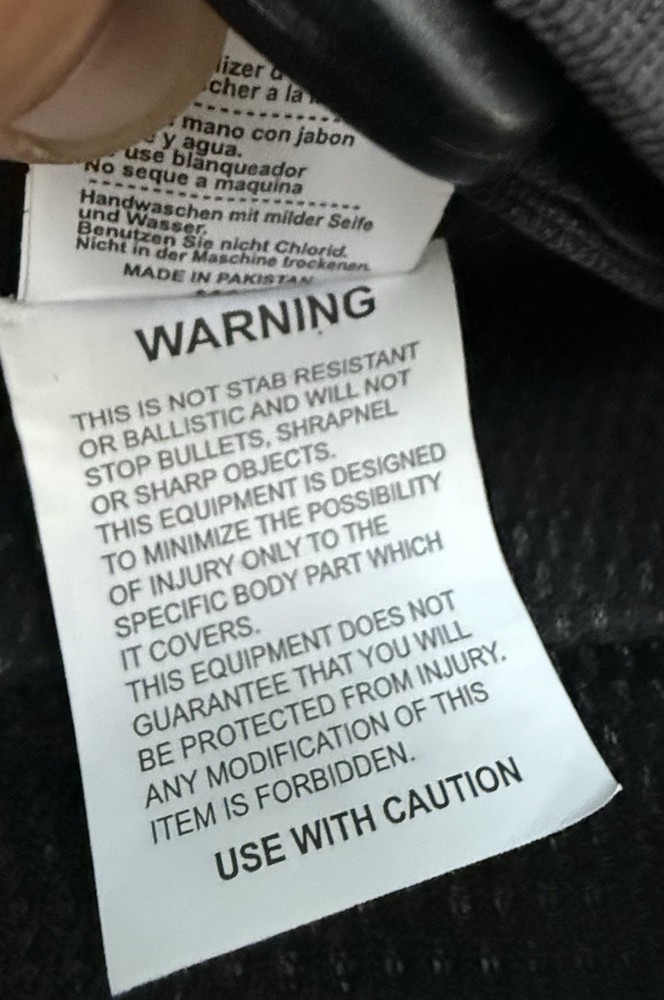 lizer
cher a la
mano con jabon
y agua.
use blanqueador
No seque a maquina
Handwaschen mit milder Seife
und Wasser.
Benutzen Sie nicht Chlorid.
Nicht in der Maschine trockenen.
MADE IN PAKISTAN
WARNING
THIS IS NOT STAB RESISTANT
OR BALLISTIC AND WILL NOT
STOP BULLETS, SHRAPNEL
OR SHARP OBJECTS.
THIS EQUIPMENT IS DESIGNED
TO MINIMIZE THE POSSIBILITY
OF INJURY ONLY TO THE
SPECIFIC BODY PART WHICH
IT COVERS.
THIS EQUIPMENT DOES NOT
GUARANTEE THAT YOU WILL
BE PROTECTED FROM INJURY.
ANY MODIFICATION OF THIS
ITEM IS FORBIDDEN.
USE WITH CAUTION